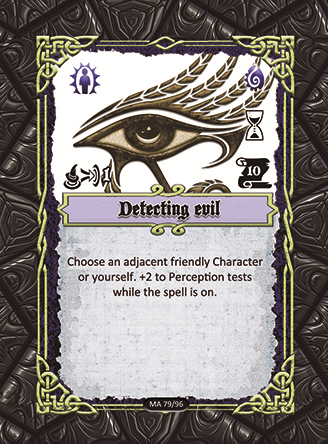 10
Detecting evil
Choose an adjacent friendly Character
or yourself. +2 to Perception tests
while the spell is on.
MA 79/96